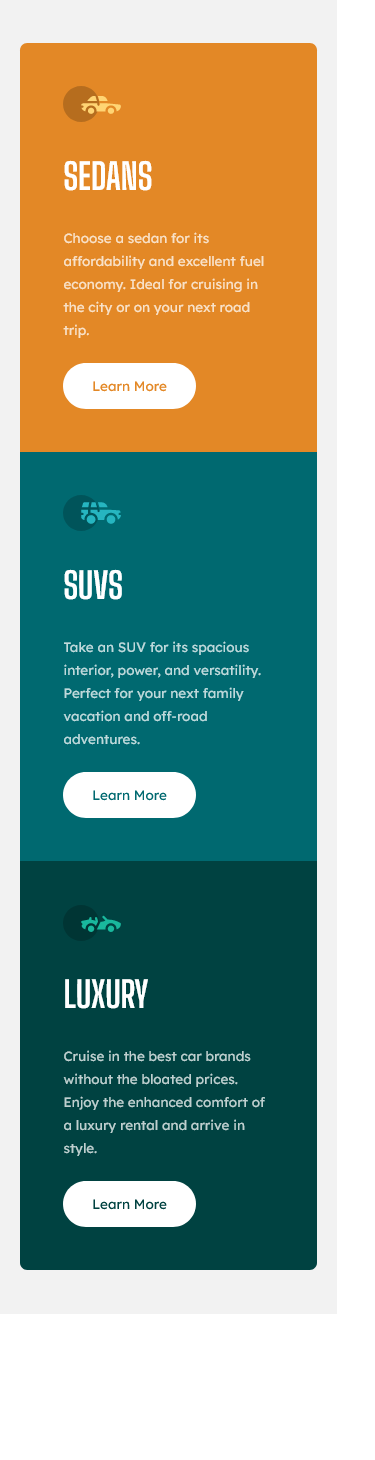 SEDANS
Choose a sedan for its
affordability and excellent fuel
economy. Ideal for cruising in
the city or on your next road
trip.
Learn More
SUVS
Take an SUV for its spacious
interior, power, and versatility.
Perfect for your next family
vacation and off-road
adventures.
Learn More
LUXURY
Cruise in the best car brands
without the bloated prices.
Enjoy the enhanced comfort of
a luxury rental and arrive in
style.
Learn More